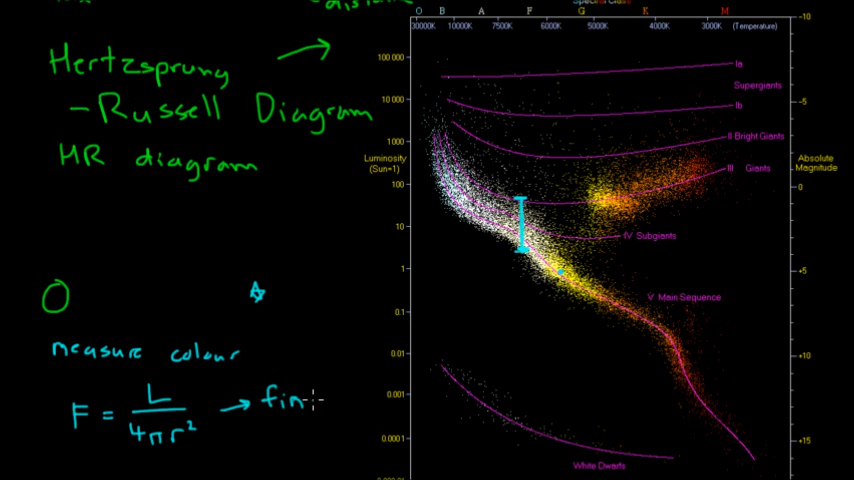 distan
Hertzsprung
- Russell Diagram
HR diagram
measure colour
F = L / 4πr² → fin
Spectral Class
O B A F G K M
30000K 10000K 7500K 6000K 5000K 4000K 3000K (Temperature)
-10
100 000
Ia
Supergiants
10 000
Ib
-5
1000
II Bright Giants
Luminosity
(Sun=1)
Absolute
Magnitude
III Giants
100
0
10
IV Subgiants
1
+5
V Main Sequence
0.1
0.01
+10
0.001
0.0001
+15
White Dwarfs